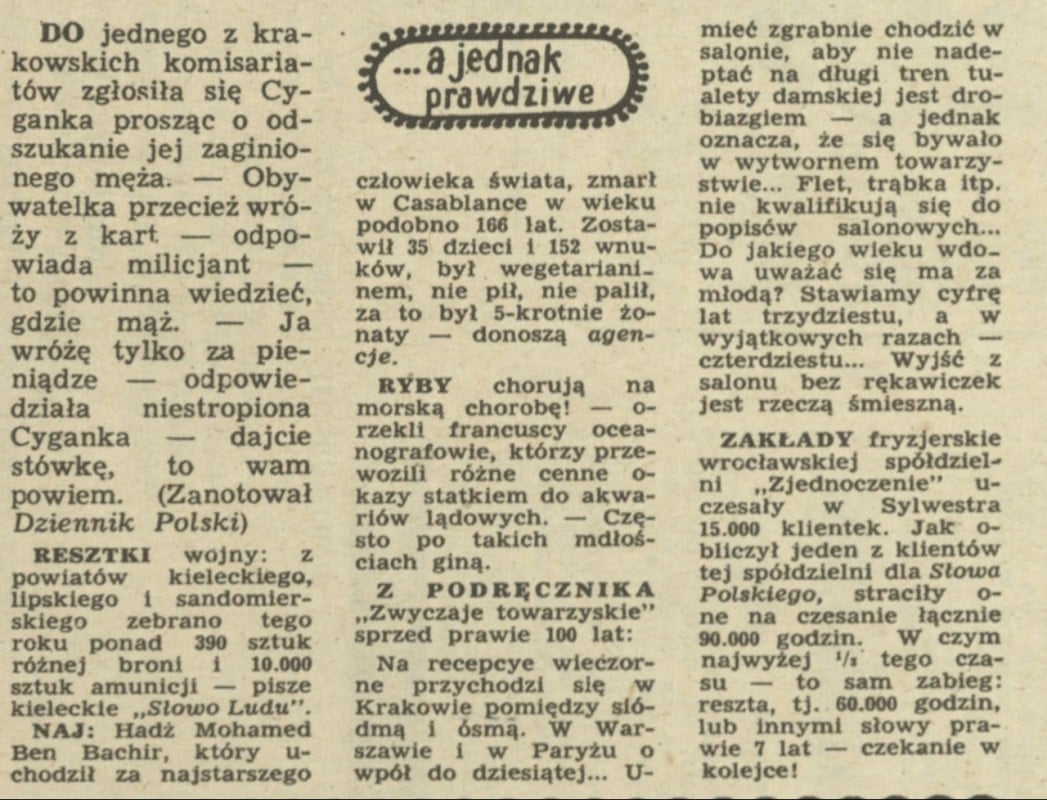 DO jednego z kra-
kowskich komisaria-
tów zgłosiła się Cy-
ganka prosząc o od-
szukanie jej zaginio-
nego męża. — Oby-
watelka przecież wró-
ży z kart — odpo-
wiada milicjant —
to powinna wiedzieć,
gdzie mąż. — Ja
wróżę tylko za pie-
niądze — odpowie-
działa niestropiona
Cyganka — dajcie
stówkę, to wam
powiem. (Zanotował
Dziennik Polski)
RESZTKI wojny: z
powiatów kieleckiego,
lipskiego i sandomier-
skiego zebrano tego
roku ponad 390 sztuk
różnej broni i 10.000
sztuk amunicji — pisze
kieleckie „Słowo Ludu".
NAJ: Hadż Mohamed
Ben Bachir, który u-
chodził za najstarszego
...a jednak
prawdziwe
człowieka świata, zmarł
w Casablance w wieku
podobno 166 lat. Zosta-
wił 35 dzieci i 152 wnu-
ków, był wegetariani-
nem, nie pił, nie palił,
za to był 5-krotnie żo-
naty — donoszą agen-
cje.
RYBY chorują na
morską chorobę! — o-
rzekli francuscy ocea-
nografowie, którzy prze-
wozili różne cenne o-
kazy statkiem do akwa-
riów lądowych. — Czę-
sto po takich mdłoś-
ciach giną.
Z PODRĘCZNIKA
„Zwyczaje towarzyskie"
sprzed prawie 100 lat:
Na recepcye wieczor-
ne przychodzi się w
Krakowie pomiędzy sió-
dmą i ósmą. W War-
szawie i w Paryżu o
wpół do dziesiątej... U-
mieć zgrabnie chodzić w
salonie, aby nie nade-
ptać na długi tren tu-
alety damskiej jest dro-
biazgiem — a jednak
oznacza, że się bywało
w wytwornem towarzy-
stwie... Flet, trąbka itp.
nie kwalifikują się do
popisów salonowych...
Do jakiego wieku wdo-
wa uważać się ma za
młodą? Stawiamy cyfrę
lat trzydziestu, a w
wyjątkowych razach —
czterdziestu... Wyjść z
salonu bez rękawiczek
jest rzeczą śmieszną.
ZAKŁADY fryzjerskie
wrocławskiej spółdziel-
ni „Zjednoczenie" u-
czesały w Sylwestra
15.000 klientek. Jak o-
bliczył jeden z klientów
tej spółdzielni dla Słowa
Polskiego, straciły o-
ne na czesanie łącznie
90.000 godzin. W czym
najwyżej ⅓ tego cza-
su — to sam zabieg:
reszta, tj. 60.000 godzin,
lub innymi słowy pra-
wie 7 lat — czekanie w
kolejce!